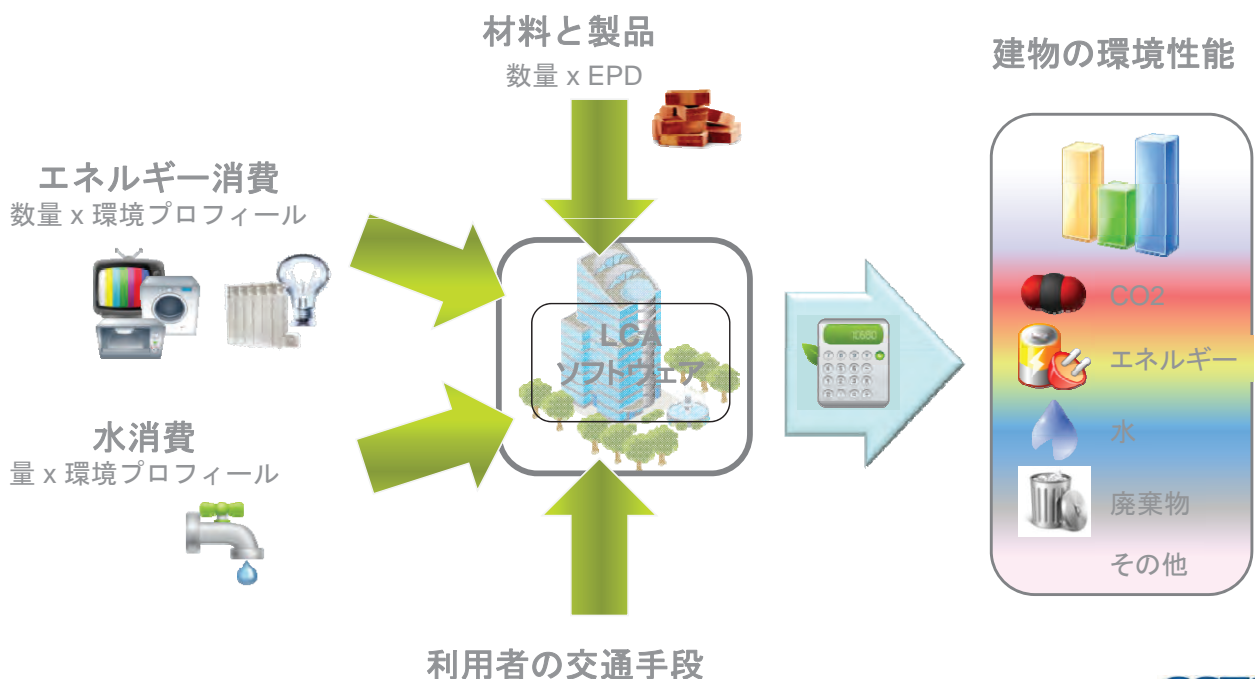 材料と製品
数量 x EPD
建物の環境性能
エネルギー消費
数量 x 環境プロフィール
LCA
ソフトウェア
10680
CO2
エネルギー
水消費
量 x 環境プロフィール
水
廃棄物
その他
利用者の交通手段